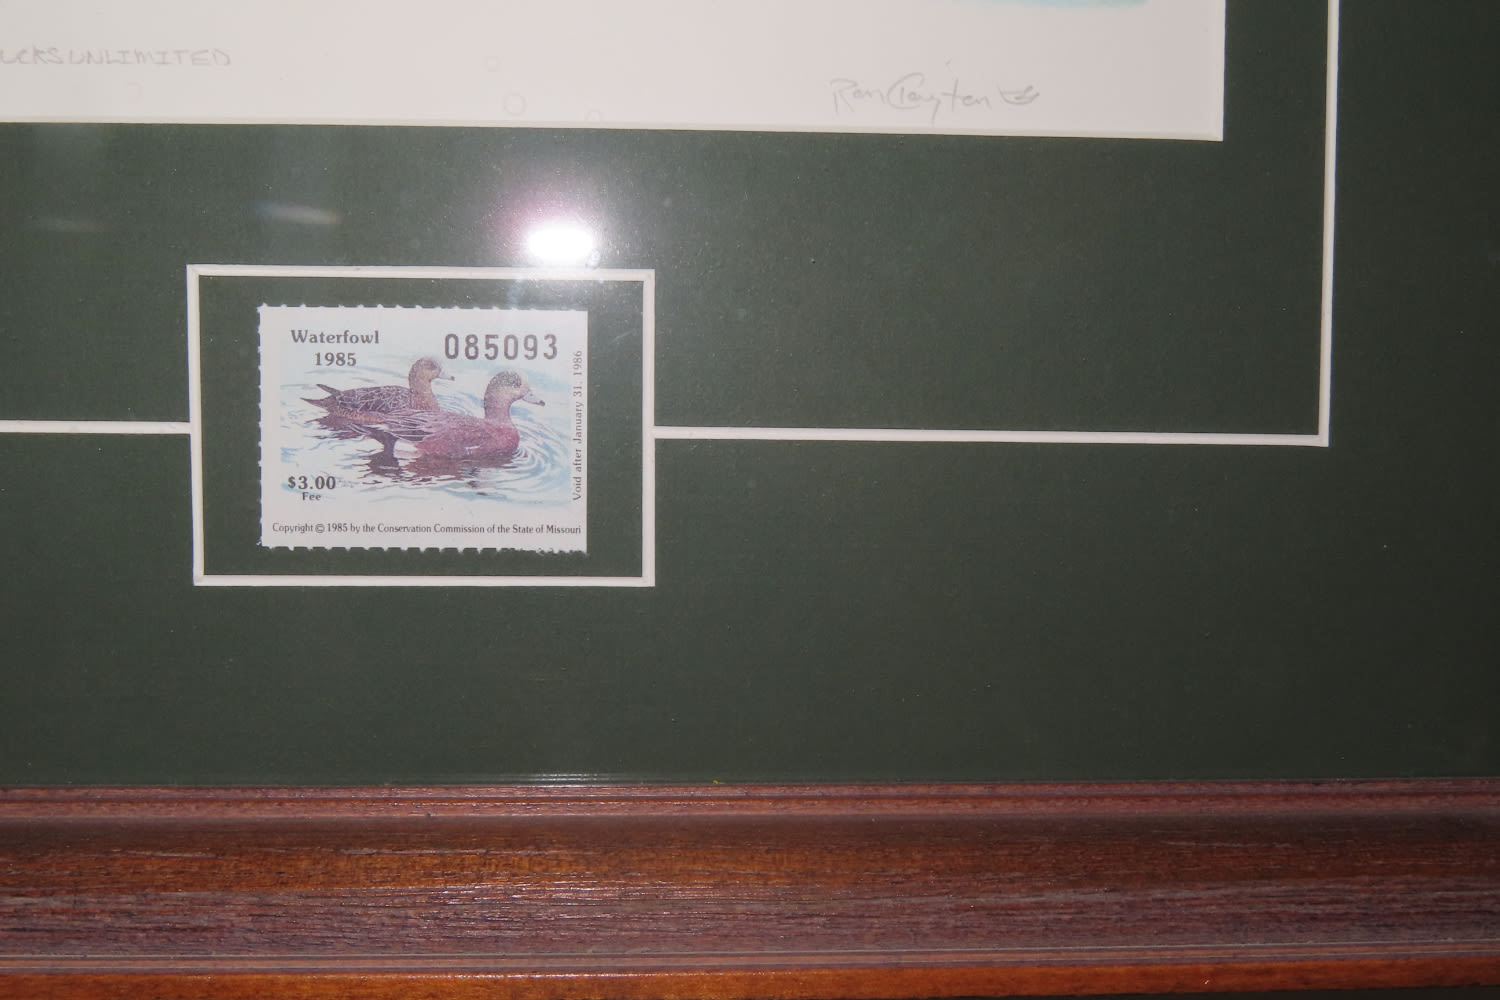 UCKS UNLIMITED
Ron Clayton
Waterfowl
1985
085093
Void after January 31, 1986
$3.00
Fee
Copyright © 1985 by the Conservation Commission of the State of Missouri